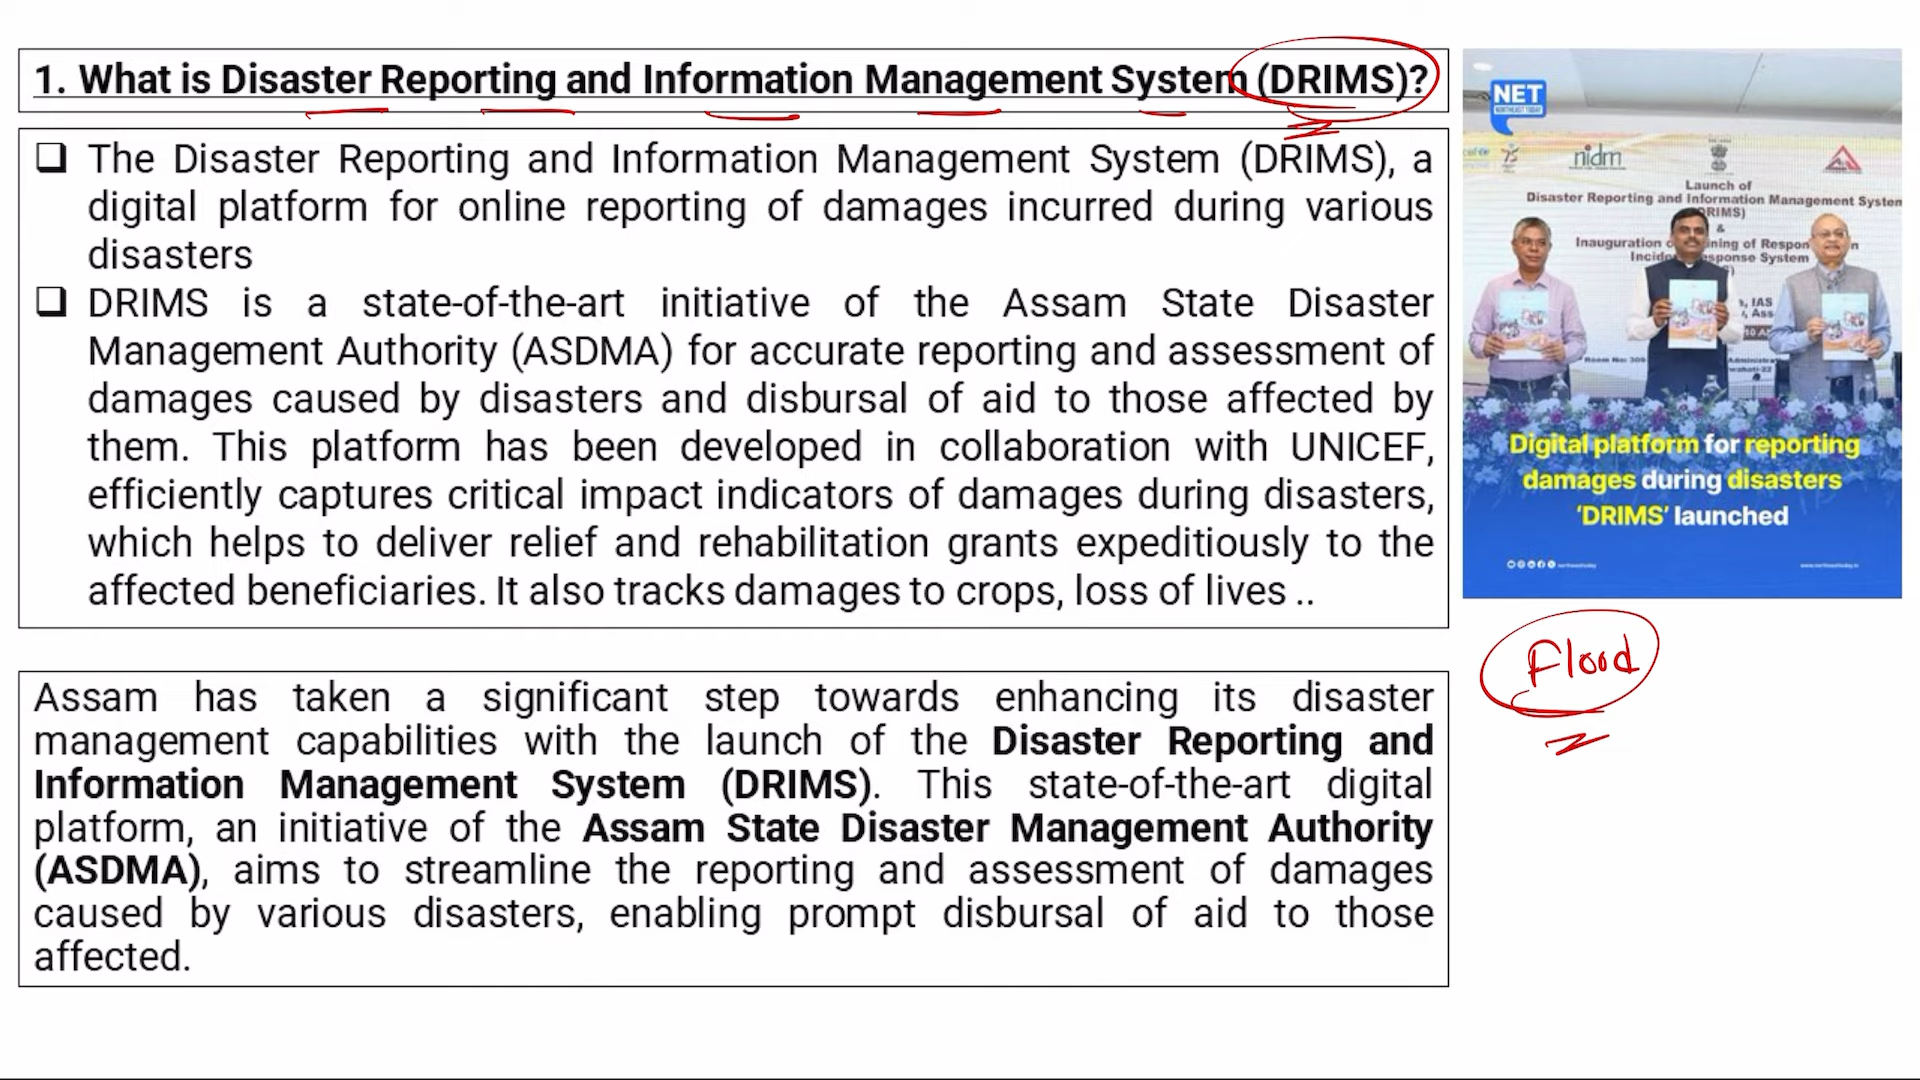 1. What is Disaster Reporting and Information Management System (DRIMS)?
❑ The Disaster Reporting and Information Management System (DRIMS), a
digital platform for online reporting of damages incurred during various
disasters
❑ DRIMS is a state-of-the-art initiative of the Assam State Disaster
Management Authority (ASDMA) for accurate reporting and assessment of
damages caused by disasters and disbursal of aid to those affected by
them. This platform has been developed in collaboration with UNICEF,
efficiently captures critical impact indicators of damages during disasters,
which helps to deliver relief and rehabilitation grants expeditiously to the
affected beneficiaries. It also tracks damages to crops, loss of lives ..
Assam has taken a significant step towards enhancing its disaster
management capabilities with the launch of the Disaster Reporting and
Information Management System (DRIMS). This state-of-the-art digital
platform, an initiative of the Assam State Disaster Management Authority
(ASDMA), aims to streamline the reporting and assessment of damages
caused by various disasters, enabling prompt disbursal of aid to those
affected.
NET
NORTHEAST TODAY
nidm
Launch of
Disaster Reporting and Information Management System
&
Inauguration
Digital platform for reporting
damages during disasters
‘DRIMS’ launched
Flood